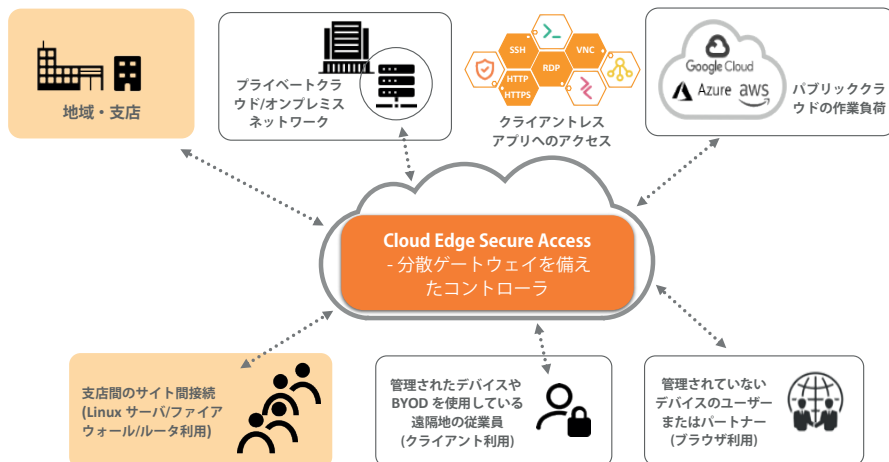 地域・支店
プライベートクラ
ウド/オンプレミス
ネットワーク
SSH
VNC
RDP
HTTP
HTTPS
クライアントレス
アプリへのアクセス
Google Cloud
Azure
aws
パブリッククラ
ウドの作業負荷
Cloud Edge Secure Access
- 分散ゲートウェイを備え
たコントローラ
支店間のサイト間接続
(Linux サーバ/ファイア
ウォール/ルータ利用)
管理されたデバイスや
BYOD を使用している
遠隔地の従業員
(クライアント利用)
管理されていない
デバイスのユーザー
またはパートナー
(ブラウザ利用)